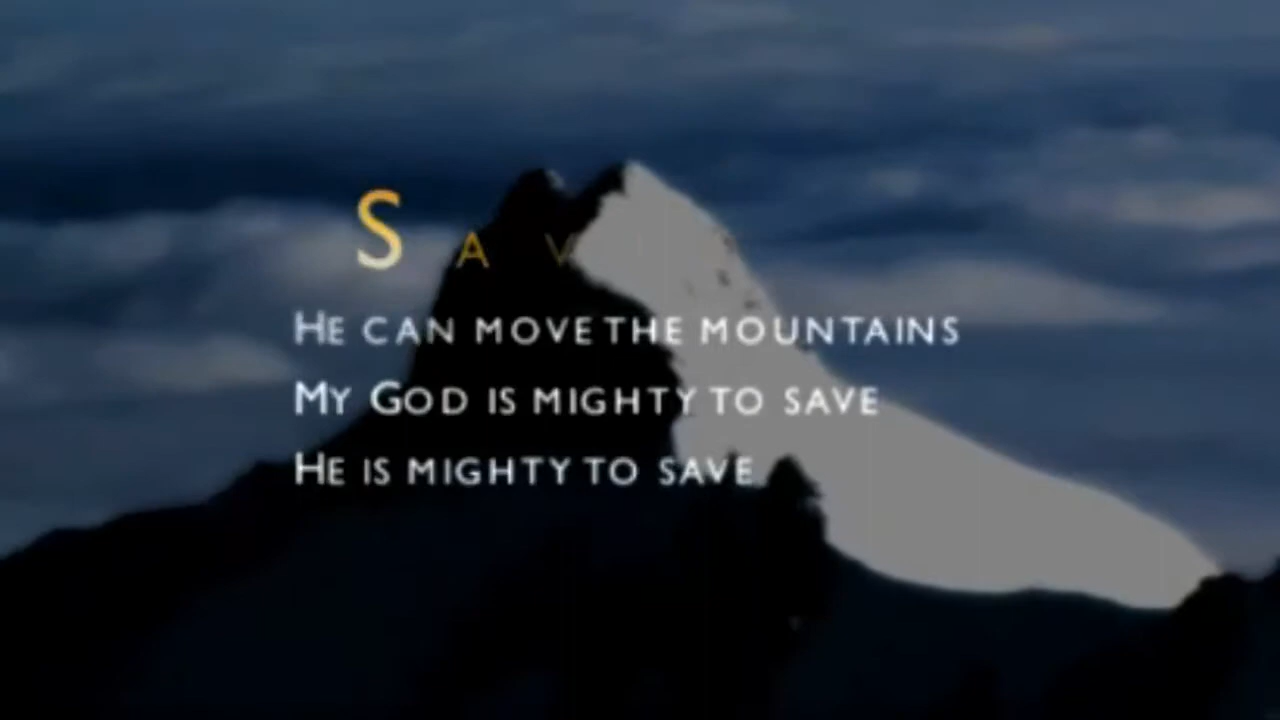 S A V
HE CAN MOVE THE MOUNTAINS
MY GOD IS MIGHTY TO SAVE
HE IS MIGHTY TO SAVE